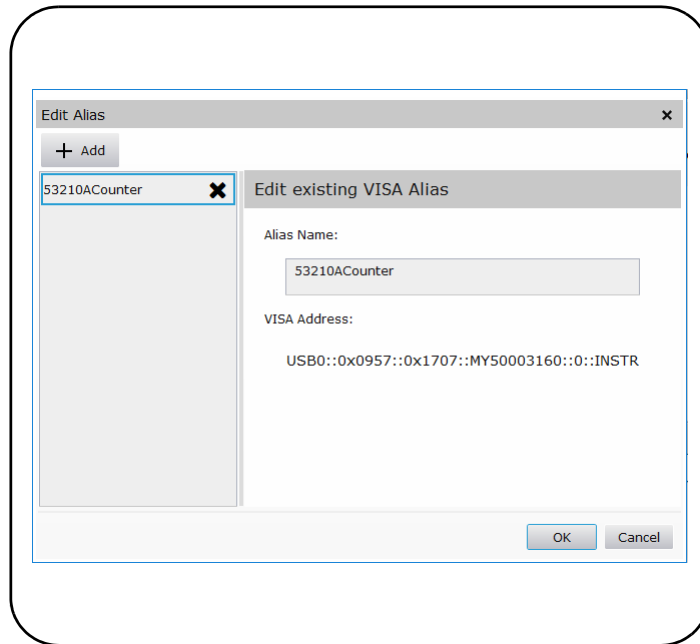 Edit Alias
Add
53210ACounter
Edit existing VISA Alias
Alias Name:
53210ACounter
VISA Address:
USB0::0x0957::0x1707::MY50003160::0::INSTR
OK
Cancel